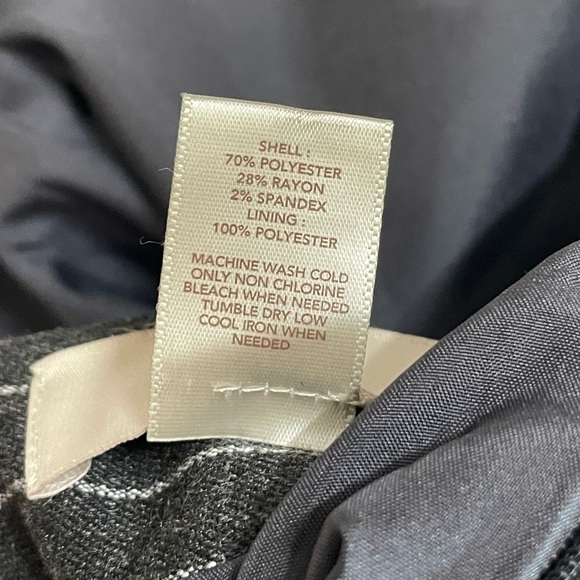 SHELL :
70% POLYESTER
28% RAYON
2% SPANDEX
LINING :
100% POLYESTER
MACHINE WASH COLD
ONLY NON CHLORINE
BLEACH WHEN NEEDED
TUMBLE DRY LOW
COOL IRON WHEN
NEEDED